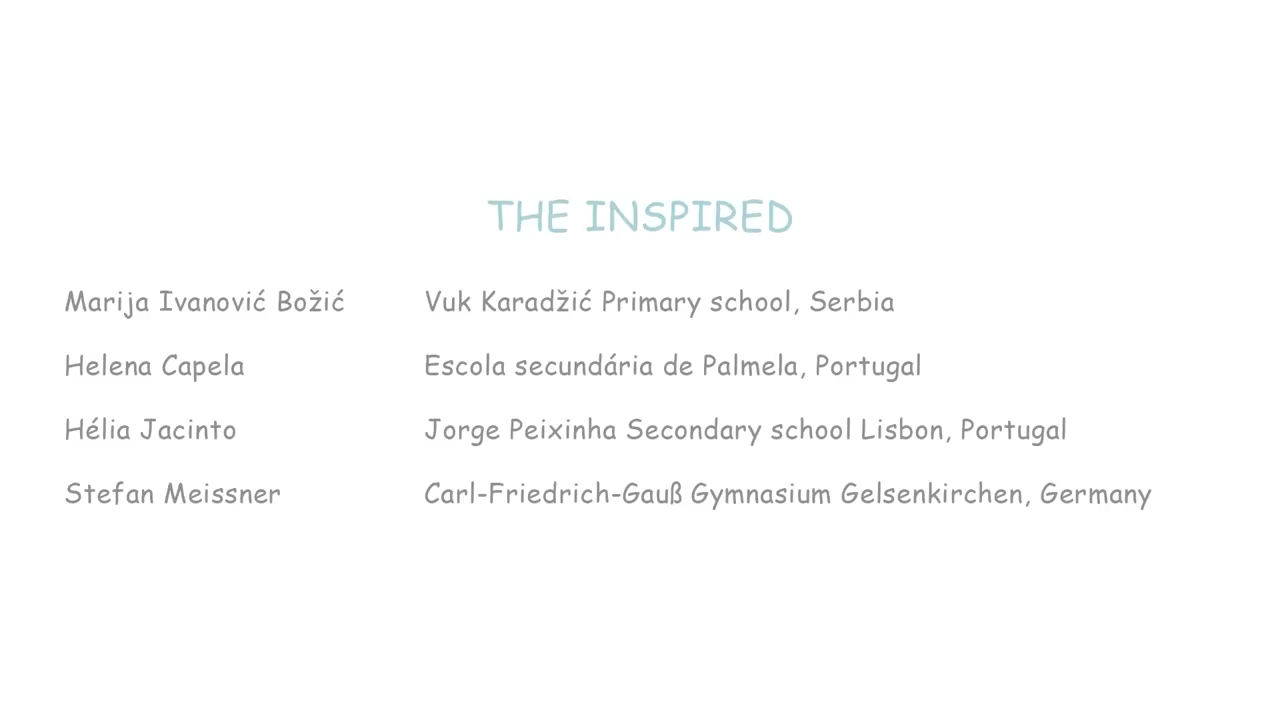 THE INSPIRED
Marija Ivanović Božić Vuk Karadžić Primary school, Serbia
Helena Capela Escola secundária de Palmela, Portugal
Hélia Jacinto Jorge Peixinha Secondary school Lisbon, Portugal
Stefan Meissner Carl-Friedrich-Gauß Gymnasium Gelsenkirchen, Germany